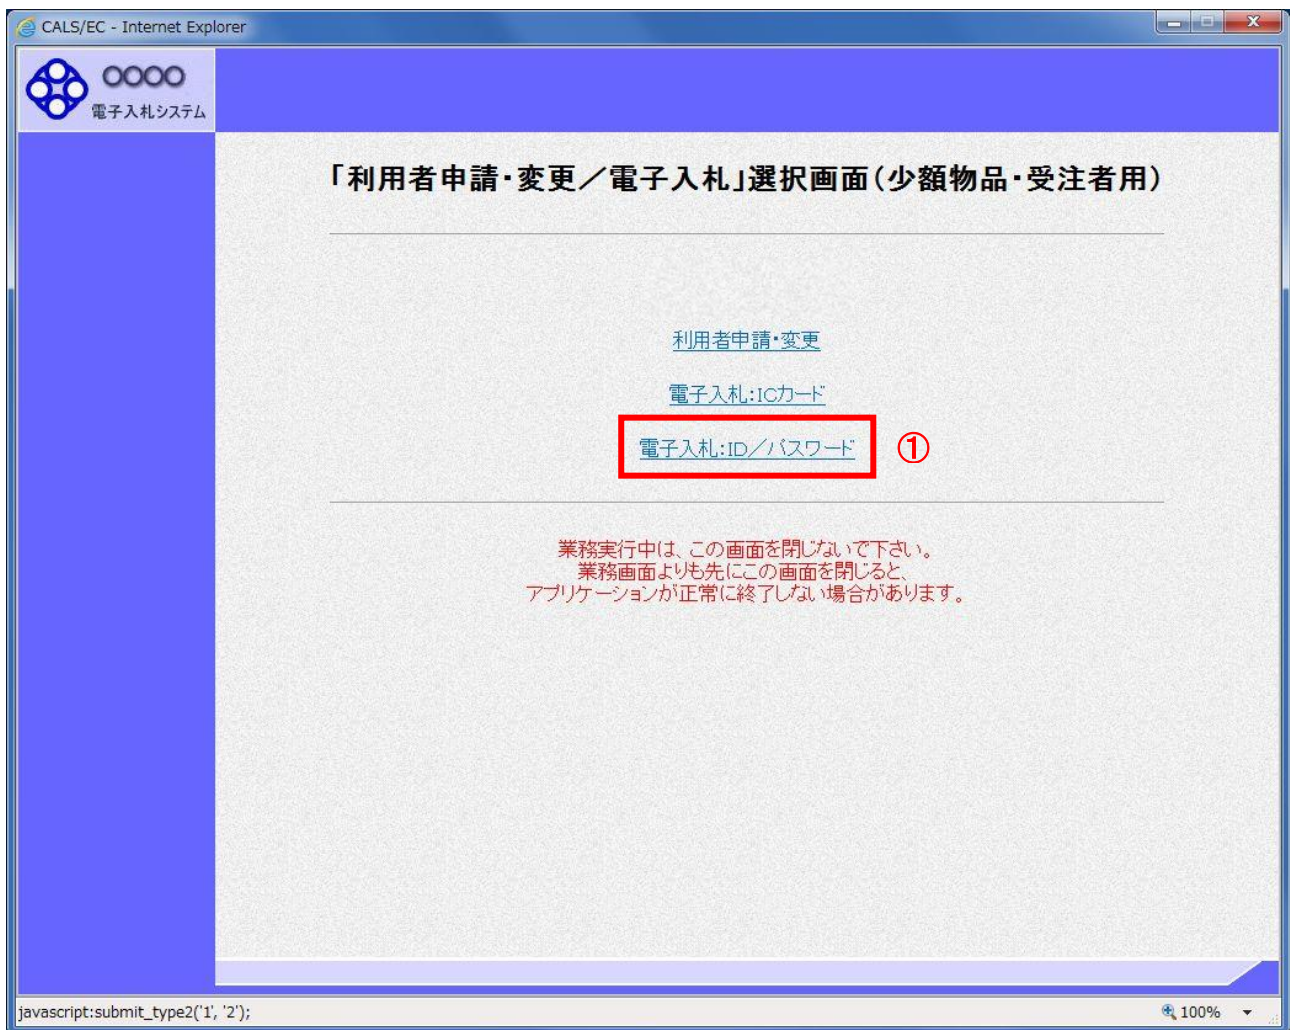 CALS/EC - Internet Explorer
〇〇〇〇
電子入札システム
「利用者申請・変更／電子入札」選択画面(少額物品・受注者用)
利用者申請・変更
電子入札:ICカード
電子入札:ID／パスワード
①
業務実行中は、この画面を閉じないで下さい。
業務画面よりも先にこの画面を閉じると、
アプリケーションが正常に終了しない場合があります。
javascript:submit_type2('1', '2');
100%